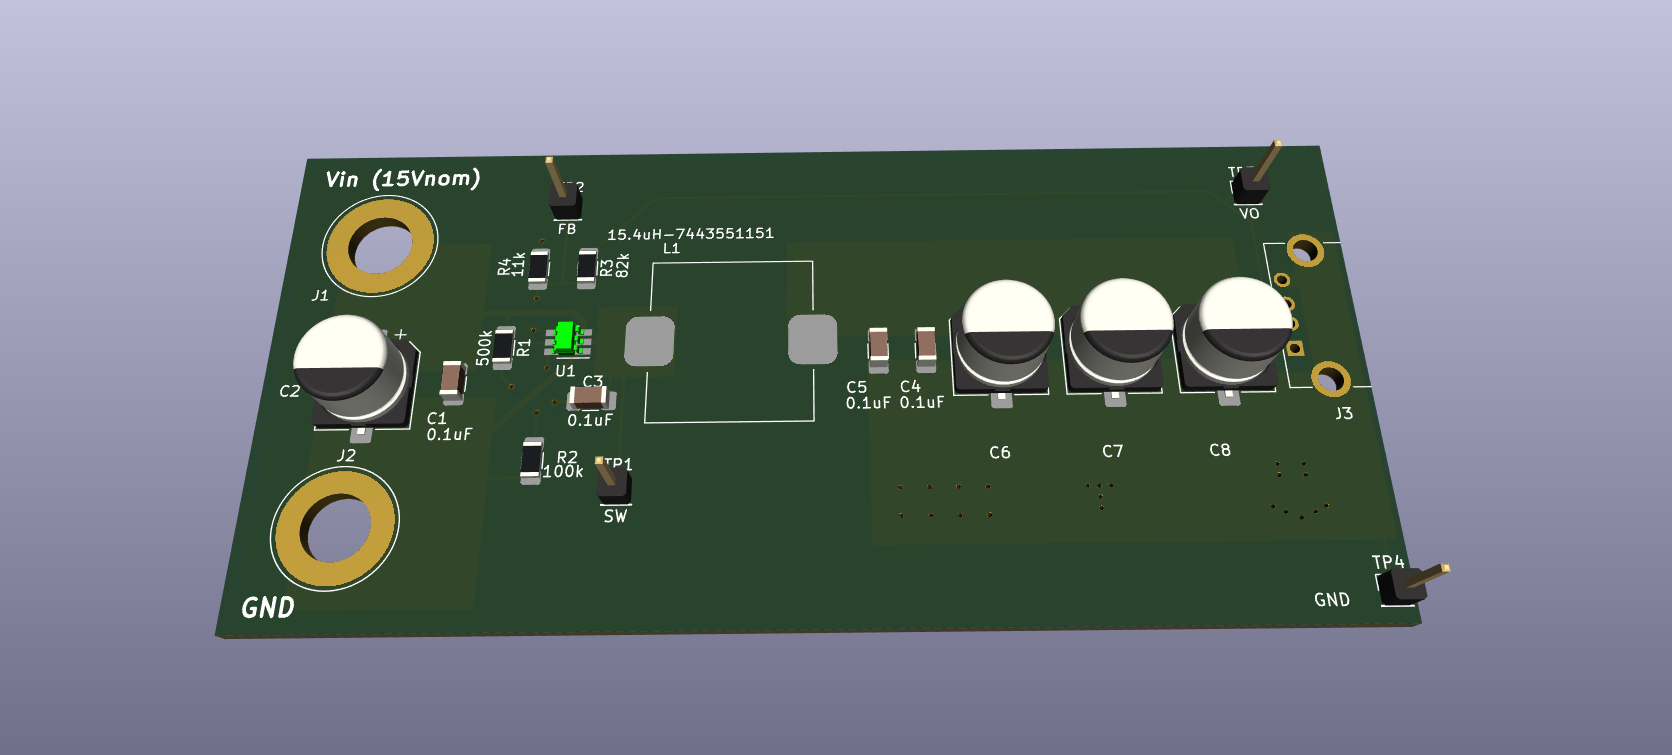 Vin (15Vnom)
FB
VO
15.4uH-7443551151
L1
R4
11k
R3
82k
J1
500k
R1
U1
C3
0.1uF
C2
+
C1
0.1uF
C5
0.1uF
C4
0.1uF
J3
J2
R2
100k
TP1
SW
C6
C7
C8
TP4
GND
GND